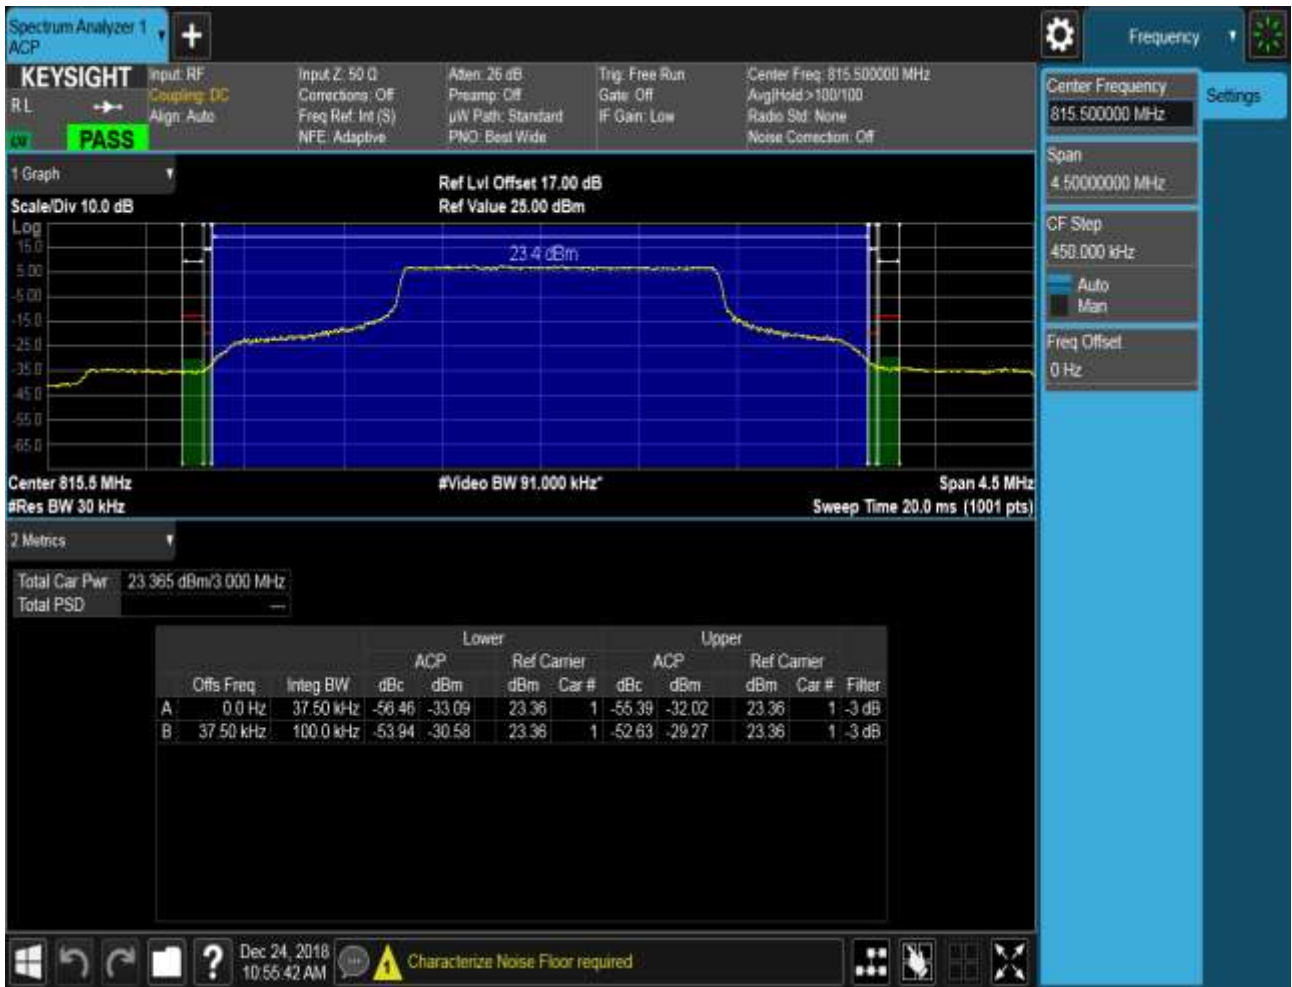 Spectrum Analyzer 1
ACP
Frequency
KEYSIGHT
R L
PASS
Input: RF
Coupling: DC
Align: Auto
Input Z: 50 Ω
Corrections: Off
Freq Ref: Int (S)
NFE: Adaptive
Atten: 26 dB
Preamp: Off
µW Path: Standard
PNO: Best Wide
Trig: Free Run
Gate: Off
IF Gain: Low
Center Freq: 815.500000 MHz
Avg|Hold:>100/100
Radio Std: None
Noise Correction: Off
Center Frequency
815.500000 MHz
Settings
Span
4.50000000 MHz
CF Step
450.000 kHz
Auto
Man
Freq Offset
0 Hz
1 Graph
Scale/Div 10.0 dB
Ref Lvl Offset 17.00 dB
Ref Value 25.00 dBm
Log
15.0
5.00
-5.00
-15.0
-25.0
-35.0
-45.0
-55.0
-65.0
23.4 dBm
Center 815.5 MHz
#Video BW 91.000 kHz*
Span 4.5 MHz
#Res BW 30 kHz
Sweep Time 20.0 ms (1001 pts)
2 Metrics
Total Car Pwr 23.365 dBm/3.000 MHz
Total PSD ---
Lower Upper
ACP Ref Carrier ACP Ref Carrier
Offs Freq Integ BW dBc dBm dBm Car # dBc dBm dBm Car # Filter
A 0.0 Hz 37.50 kHz -56.46 -33.09 23.36 1 -55.39 -32.02 23.36 1 -3 dB
B 37.50 kHz 100.0 kHz -53.94 -30.58 23.36 1 -52.63 -29.27 23.36 1 -3 dB
?
Dec 24, 2018
10:55:42 AM
1
Characterize Noise Floor required